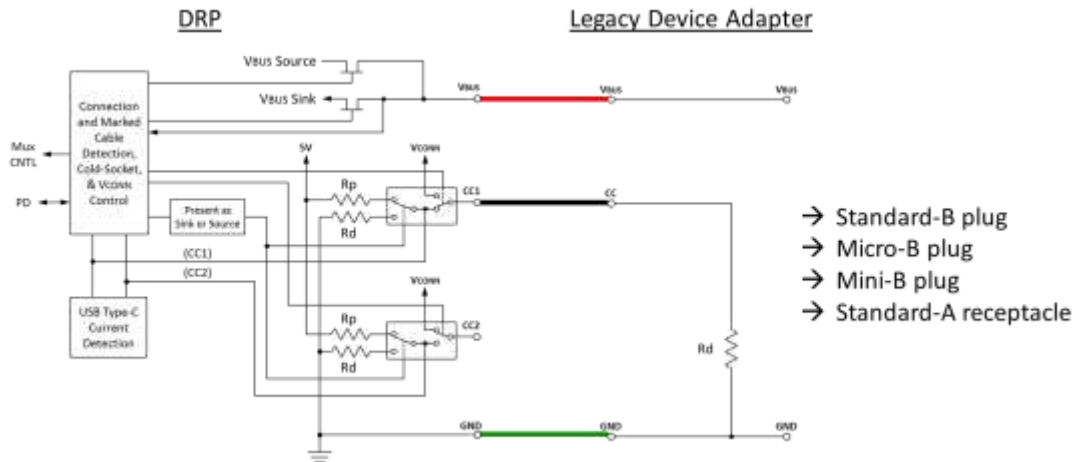 DRP
Legacy Device Adapter
VBUS Source
VBUS Sink
VBUS
VBUS
VBUS
Connection
and Marked
Cable
Detection,
Cold-Socket,
& VCONN
Control
Mux
CNTL
PD
5V
VCONN
Rp
Rd
CC1
CC
Present as
Sink or Source
(CC1)
(CC2)
VCONN
USB Type-C
Current
Detection
Rp
Rd
CC2
Rd
GND
GND
GND
→ Standard-B plug
→ Micro-B plug
→ Mini-B plug
→ Standard-A receptacle